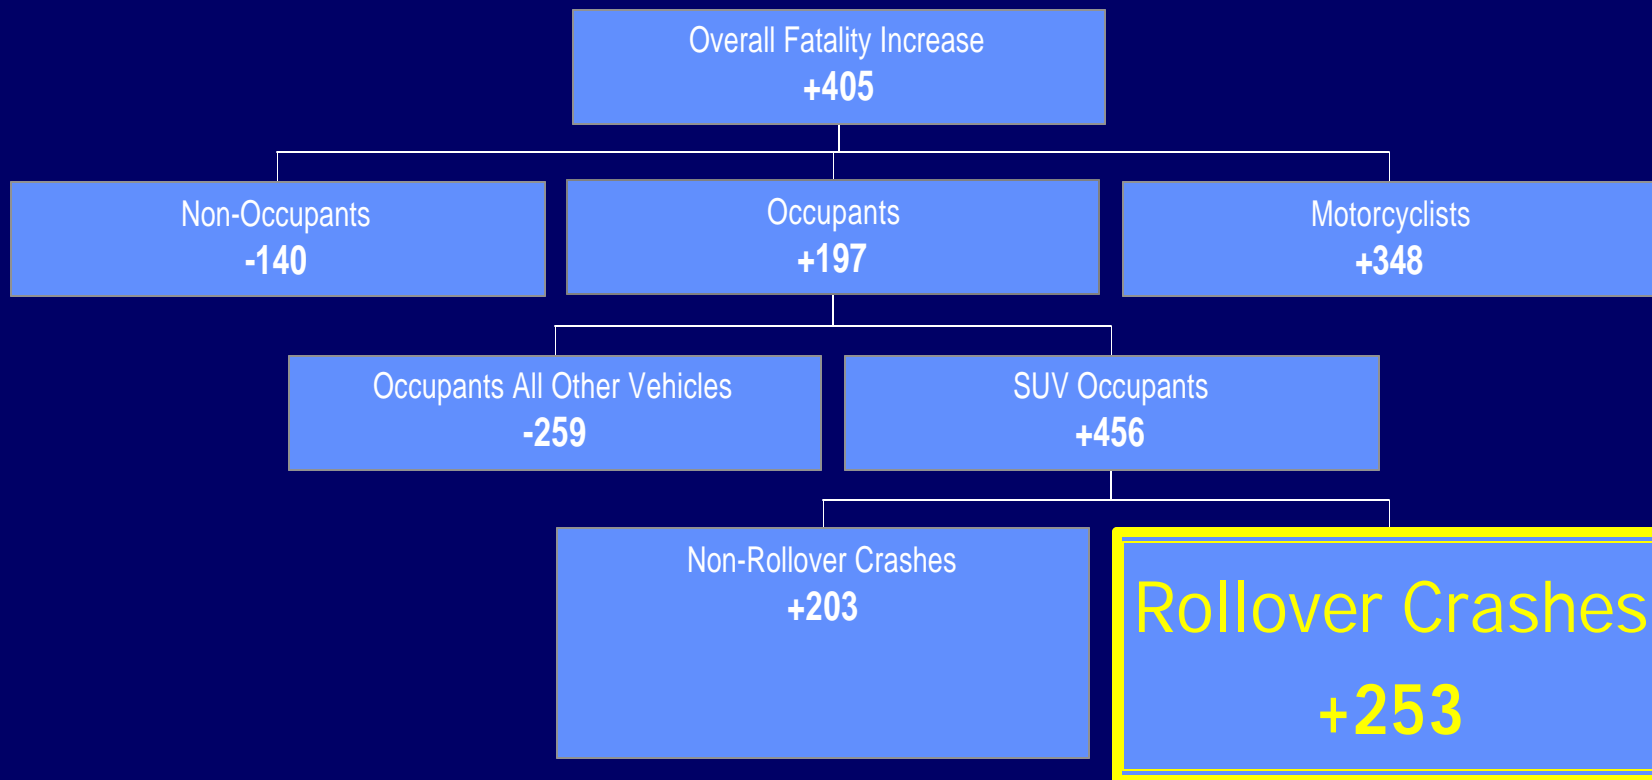 Overall Fatality Increase
+405
Non-Occupants
-140
Occupants
+197
Motorcyclists
+348
Occupants All Other Vehicles
-259
SUV Occupants
+456
Non-Rollover Crashes
+203
Rollover Crashes
+253